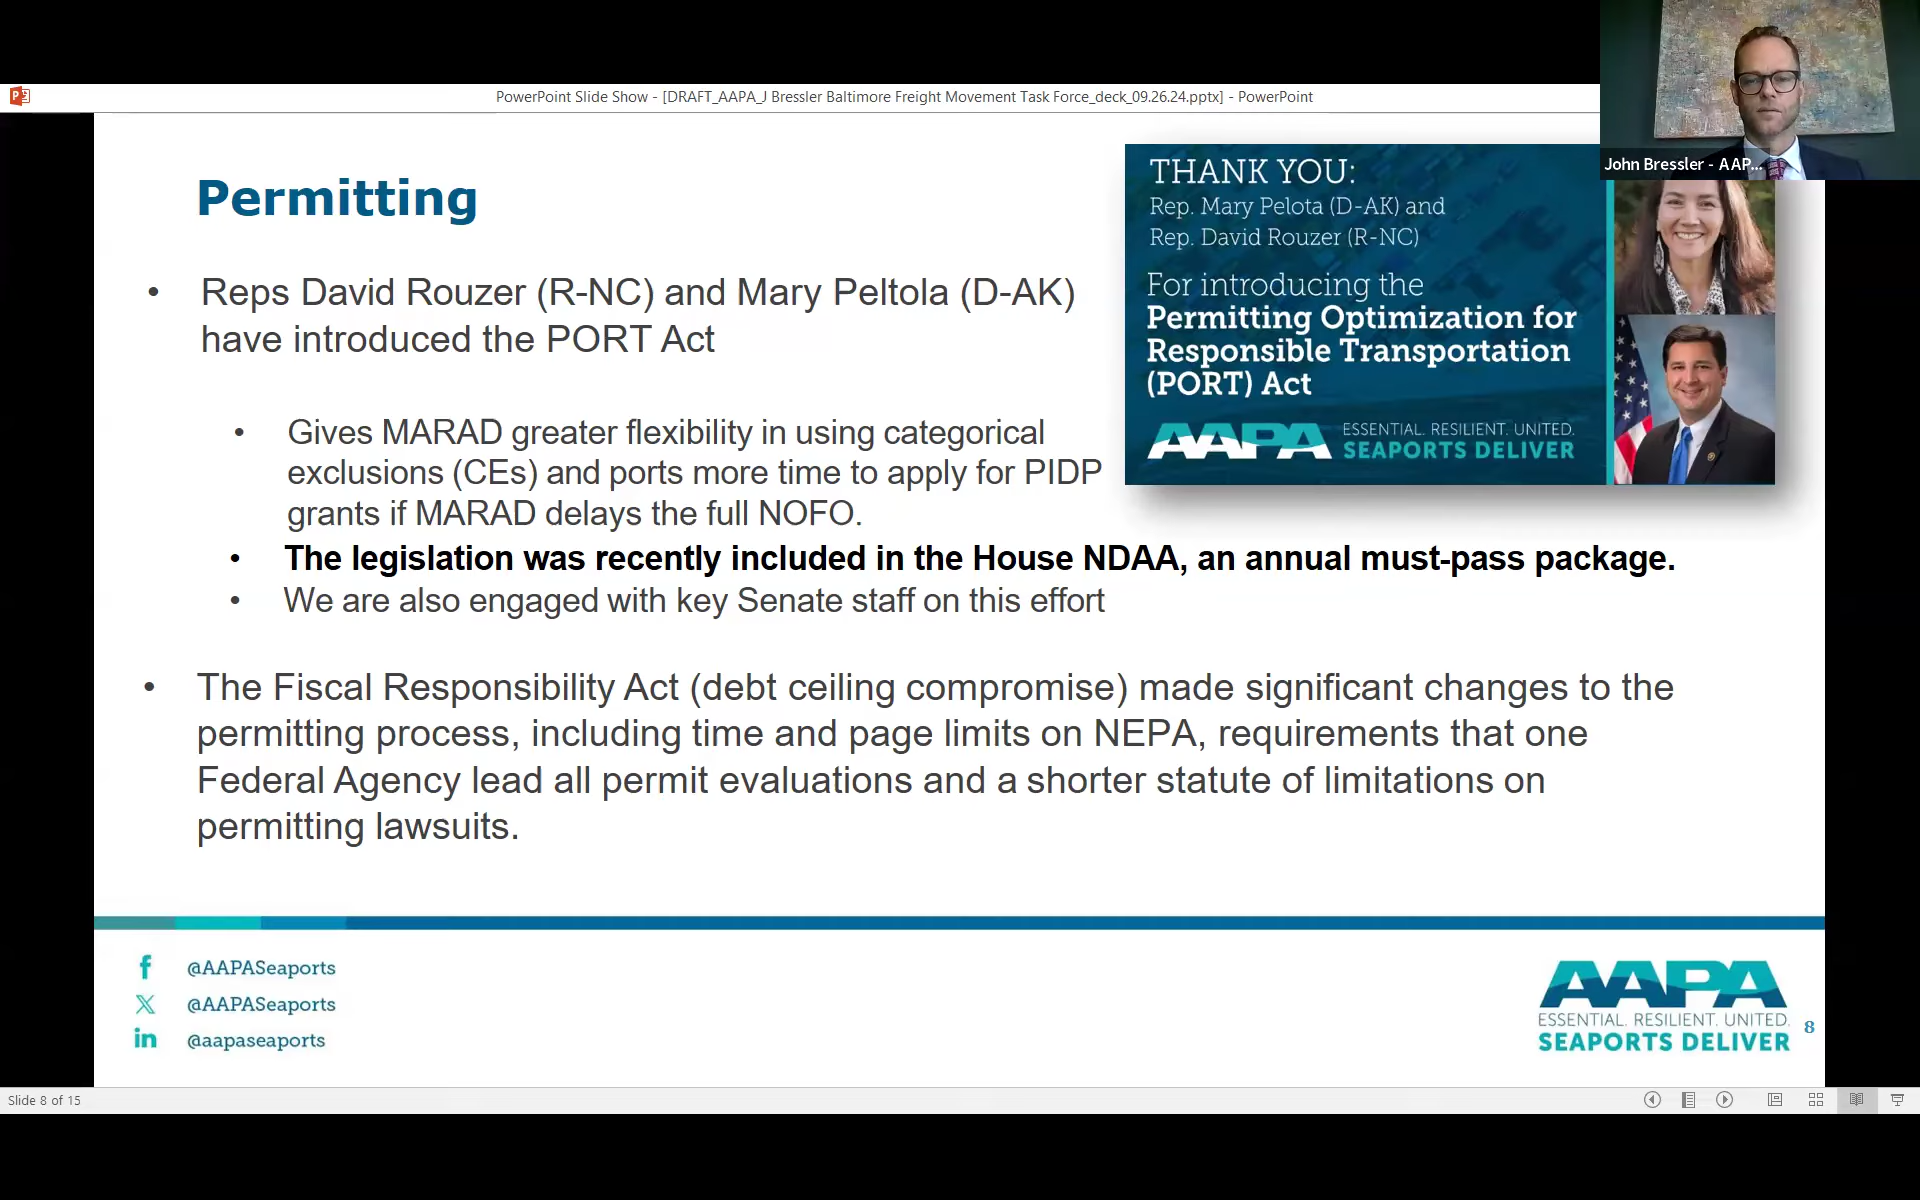 PowerPoint Slide Show - [DRAFT_AAPA_J Bressler Baltimore Freight Movement Task Force_deck_09.26.24.pptx] - PowerPoint
John Bressler - AAP...
Permitting
• Reps David Rouzer (R-NC) and Mary Peltola (D-AK)
have introduced the PORT Act
• Gives MARAD greater flexibility in using categorical
exclusions (CEs) and ports more time to apply for PIDP
grants if MARAD delays the full NOFO.
• The legislation was recently included in the House NDAA, an annual must-pass package.
• We are also engaged with key Senate staff on this effort
• The Fiscal Responsibility Act (debt ceiling compromise) made significant changes to the
permitting process, including time and page limits on NEPA, requirements that one
Federal Agency lead all permit evaluations and a shorter statute of limitations on
permitting lawsuits.
THANK YOU:
Rep. Mary Pelota (D-AK) and
Rep. David Rouzer (R-NC)
For introducing the
Permitting Optimization for
Responsible Transportation
(PORT) Act
AAPA
ESSENTIAL. RESILIENT. UNITED.
SEAPORTS DELIVER
@AAPASeaports
@AAPASeaports
@aapaseaports
AAPA
ESSENTIAL. RESILIENT. UNITED.
SEAPORTS DELIVER
8
Slide 8 of 15